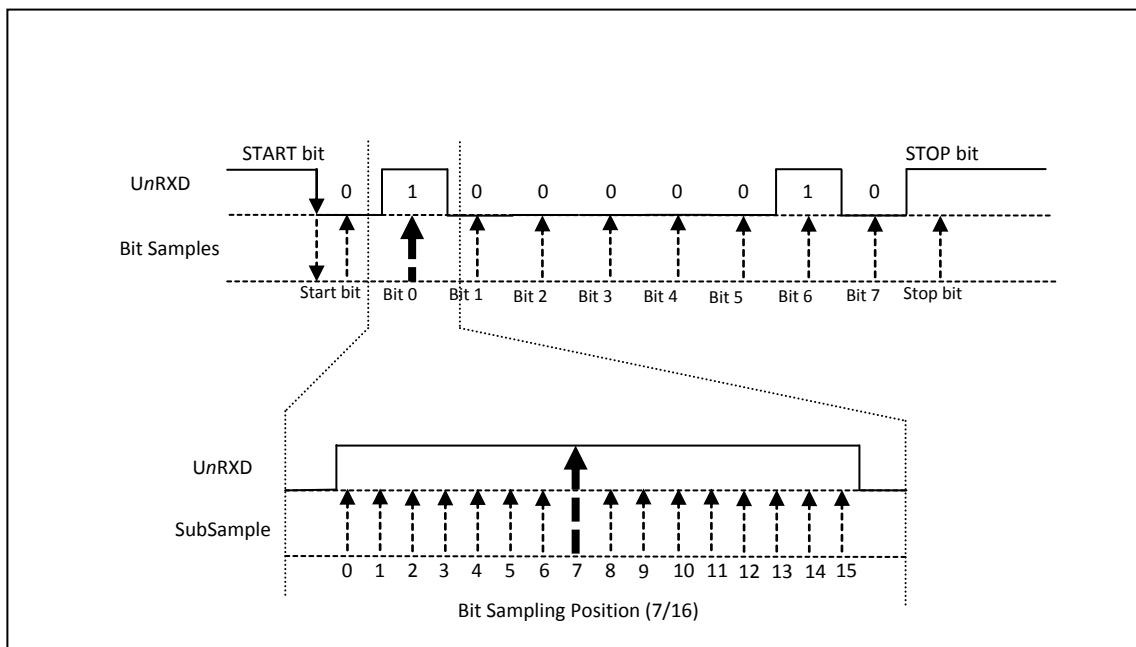 START bit STOP bit
UnRXD
0 1 0 0 0 0 0 1 0
Bit Samples
Start bit Bit 0 Bit 1 Bit 2 Bit 3 Bit 4 Bit 5 Bit 6 Bit 7 Stop bit
UnRXD
SubSample
0 1 2 3 4 5 6 7 8 9 10 11 12 13 14 15
Bit Sampling Position (7/16)